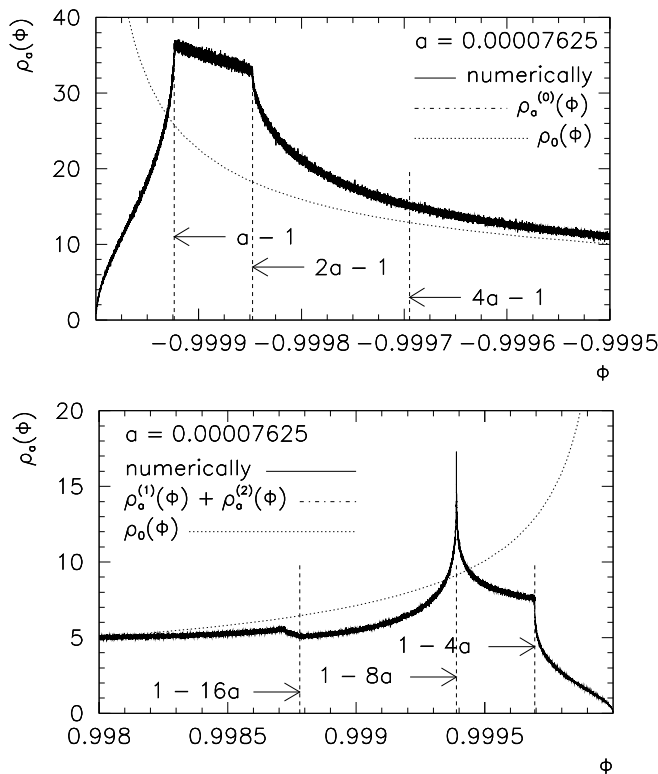 ρₐ(Φ)
40
30
20
10
0
a = 0.00007625
numerically
ρₐ⁽⁰⁾(Φ)
ρ₀(Φ)
a − 1
2a − 1
4a − 1
−0.9999 −0.9998 −0.9997 −0.9996 −0.9995
Φ
ρₐ(Φ)
20
15
10
5
0
a = 0.00007625
numerically
ρₐ⁽¹⁾(Φ) + ρₐ⁽²⁾(Φ)
ρ₀(Φ)
1 − 4a
1 − 8a
1 − 16a
0.998 0.9985 0.999 0.9995
Φ